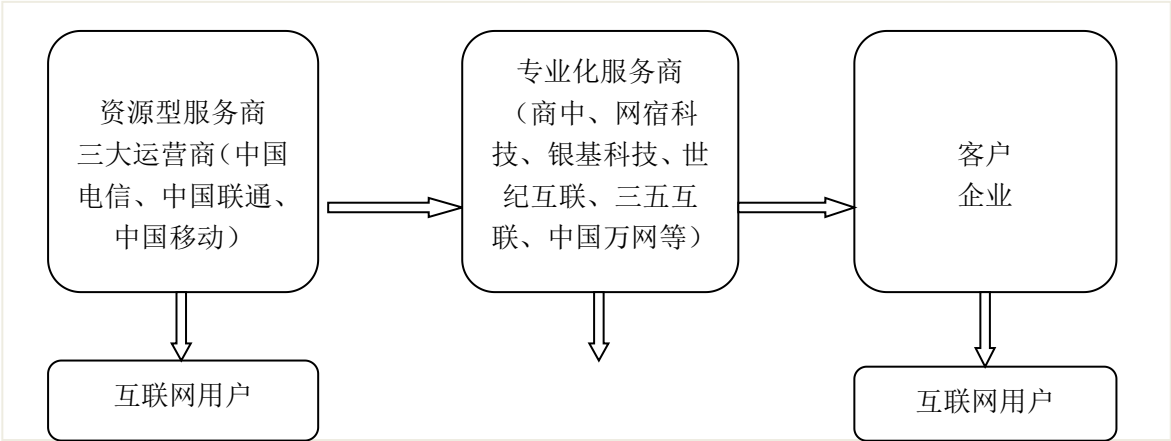 资源型服务商
三大运营商（中国
电信、中国联通、
中国移动）
专业化服务商
（商中、网宿科
技、银基科技、世
纪互联、三五互
联、中国万网等）
客户
企业
互联网用户
互联网用户